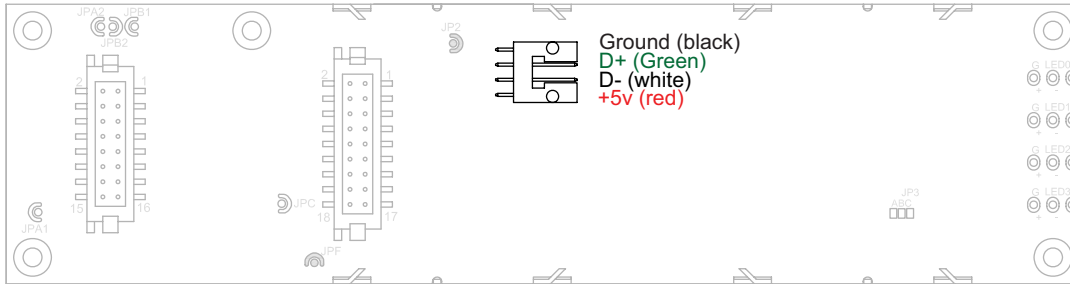 JPA2 JPB1
JPB2
JP2
Ground (black)
D+ (Green)
D- (white)
+5v (red)
2 1
2 1
G LED0
+ -
G LED1
+ -
G LED2
+ -
G LED3
+ -
JP3
ABC
15 16
JPA1
JPC
18 17
JPF